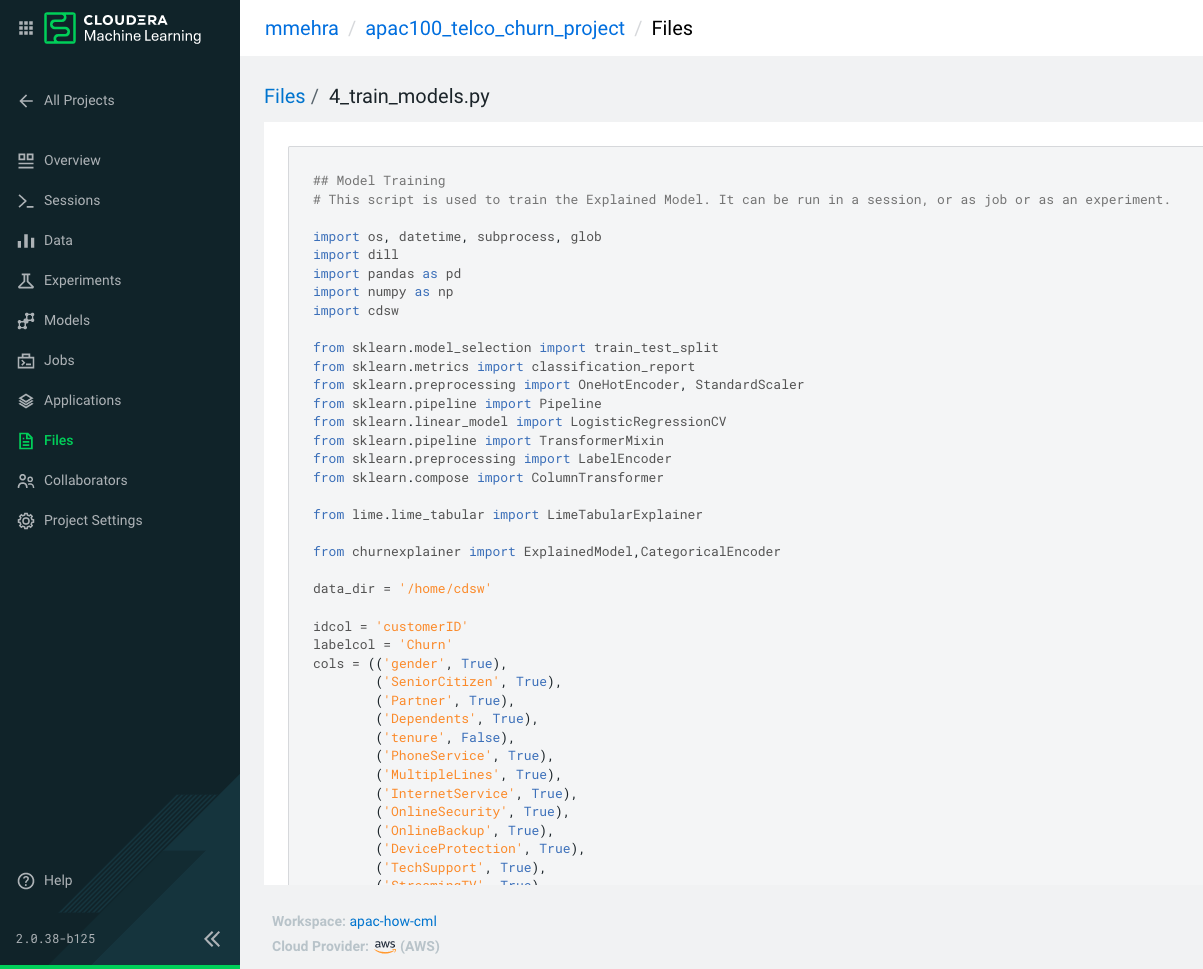 CLOUDERA
Machine Learning
All Projects
Overview
Sessions
Data
Experiments
Models
Jobs
Applications
Files
Collaborators
Project Settings
Help
2.0.38-b125
mmehra / apac100_telco_churn_project / Files
Files / 4_train_models.py
## Model Training
# This script is used to train the Explained Model. It can be run in a session, or as job or as an experiment.
import os, datetime, subprocess, glob
import dill
import pandas as pd
import numpy as np
import cdsw
from sklearn.model_selection import train_test_split
from sklearn.metrics import classification_report
from sklearn.preprocessing import OneHotEncoder, StandardScaler
from sklearn.pipeline import Pipeline
from sklearn.linear_model import LogisticRegressionCV
from sklearn.pipeline import TransformerMixin
from sklearn.preprocessing import LabelEncoder
from sklearn.compose import ColumnTransformer
from lime.lime_tabular import LimeTabularExplainer
from churnexplainer import ExplainedModel,CategoricalEncoder
data_dir = '/home/cdsw'
idcol = 'customerID'
labelcol = 'Churn'
cols = (('gender', True),
('SeniorCitizen', True),
('Partner', True),
('Dependents', True),
('tenure', False),
('PhoneService', True),
('MultipleLines', True),
('InternetService', True),
('OnlineSecurity', True),
('OnlineBackup', True),
('DeviceProtection', True),
('TechSupport', True),
('StreamingTV', True)
Workspace: apac-how-cml
Cloud Provider: aws (AWS)